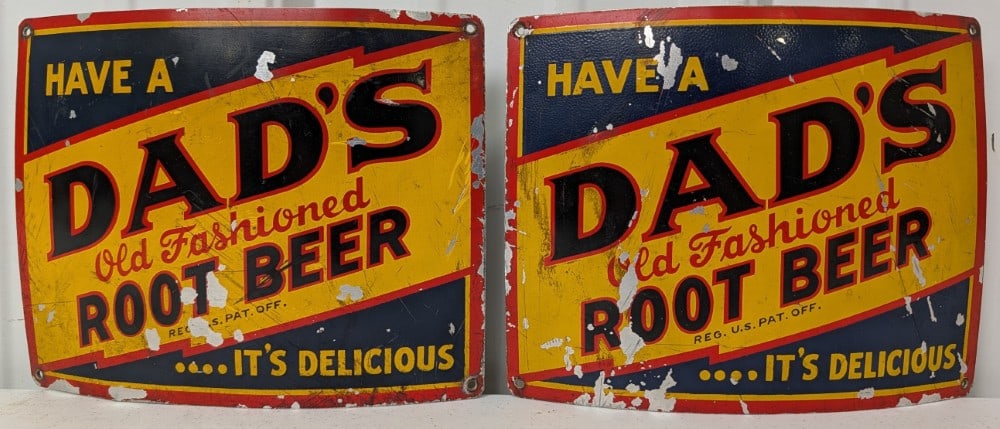 HAVE A
DAD'S
Old Fashioned
ROOT BEER
REG. U.S. PAT. OFF.
....IT'S DELICIOUS
HAVE A
DAD'S
Old Fashioned
ROOT BEER
REG. U.S. PAT. OFF.
....IT'S DELICIOUS